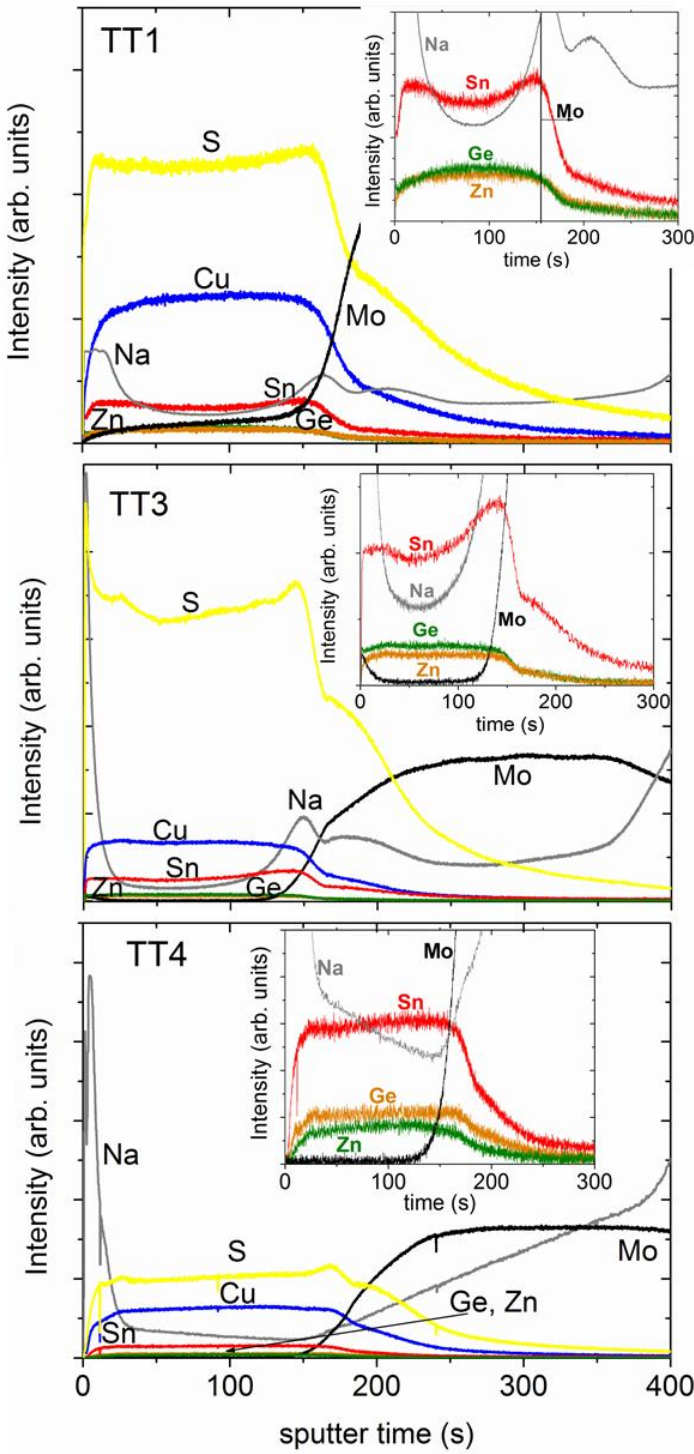 TT1
S
Cu
Na
Mo
Sn
Zn
Ge
Intensity (arb. units)
Na
Sn
Mo
Ge
Zn
Intensity (arb. units)
0 100 200 300
time (s)
TT3
S
Na
Mo
Cu
Sn
Zn
Ge
Intensity (arb. units)
Sn
Na
Mo
Ge
Zn
Intensity (arb. units)
0 100 200 300
time (s)
TT4
Na
S
Cu
Sn
Ge, Zn
Mo
Intensity (arb. units)
Na
Mo
Sn
Ge
Zn
Intensity (arb. units)
0 100 200 300
time (s)
0 100 200 300 400
sputter time (s)